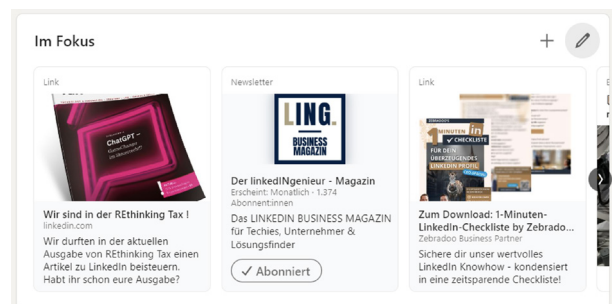 Im Fokus
Link
ChatGPT —
Wir sind in der REthinking Tax !
linkedin.com
Wir durften in der aktuellen
Ausgabe von REthinking Tax einen
Artikel zu LinkedIn beisteuern.
Habt ihr schon eure Ausgabe?
Newsletter
LING.
BUSINESS
MAGAZIN
Der linkedINgenieur - Magazin
Erscheint: Monatlich · 1.374
Abonnent:innen
Das LINKEDIN BUSINESS MAGAZIN
für Techies, Unternehmer &
Lösungsfinder
Abonniert
Link
1 MINUTEN in
CHECKLISTE
FÜR DEIN
ÜBERZEUGENDES
LINKEDIN PROFIL
Zum Download: 1-Minuten-
LinkedIn-Checkliste by Zebrado...
Zebradoo Business Partner
Sichere dir unser wertvolles
LinkedIn Knowhow - kondensiert
in eine zeitsparende Checkliste!